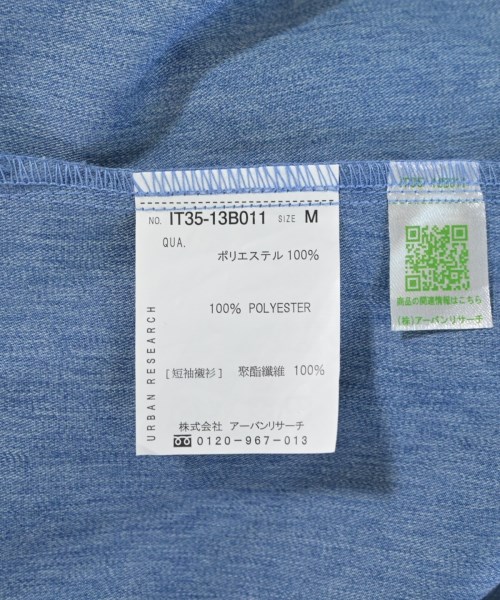 NO. IT35-13B011 SIZE M
QUA.
ポリエステル 100%
100% POLYESTER
[短袖襯衫] 聚酯纖維 100%
URBAN RESEARCH
株式会社 アーバンリサーチ
0120-967-013
IT35-13B011
商品の関連情報はこちら
(株)アーバンリサーチ